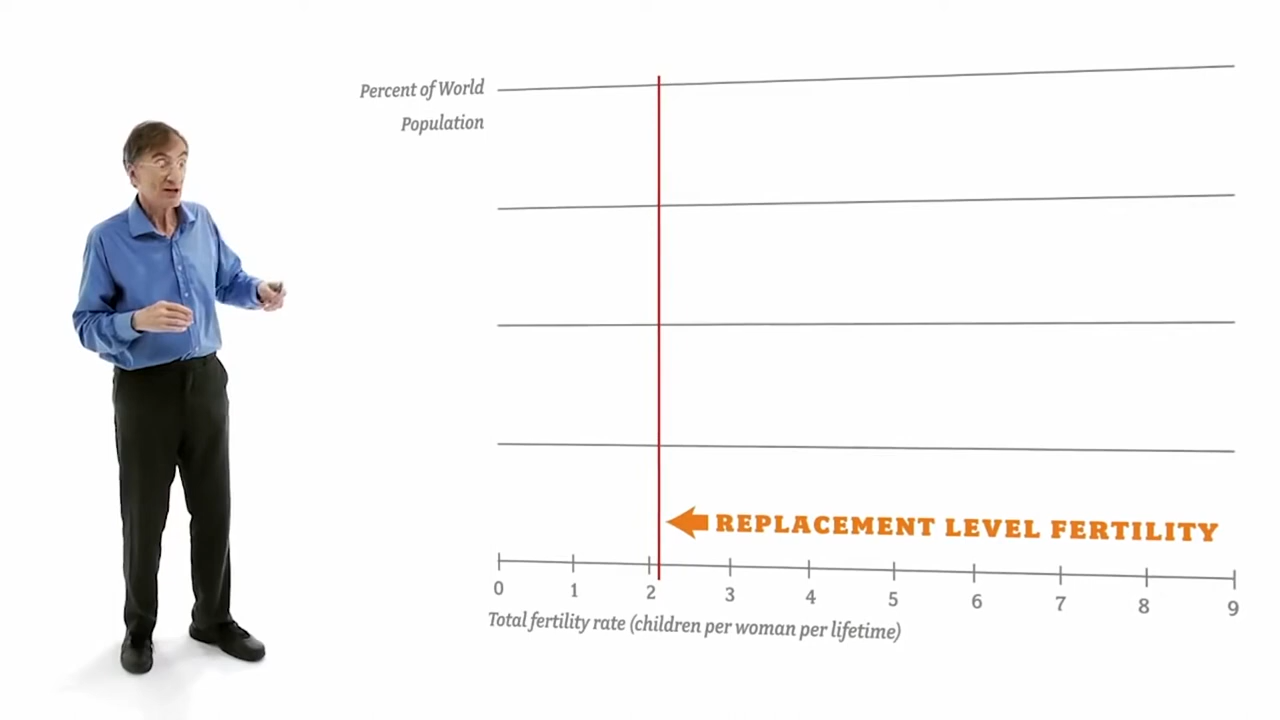 Percent of World
Population
REPLACEMENT LEVEL FERTILITY
0 1 2 3 4 5 6 7 8 9
Total fertility rate (children per woman per lifetime)